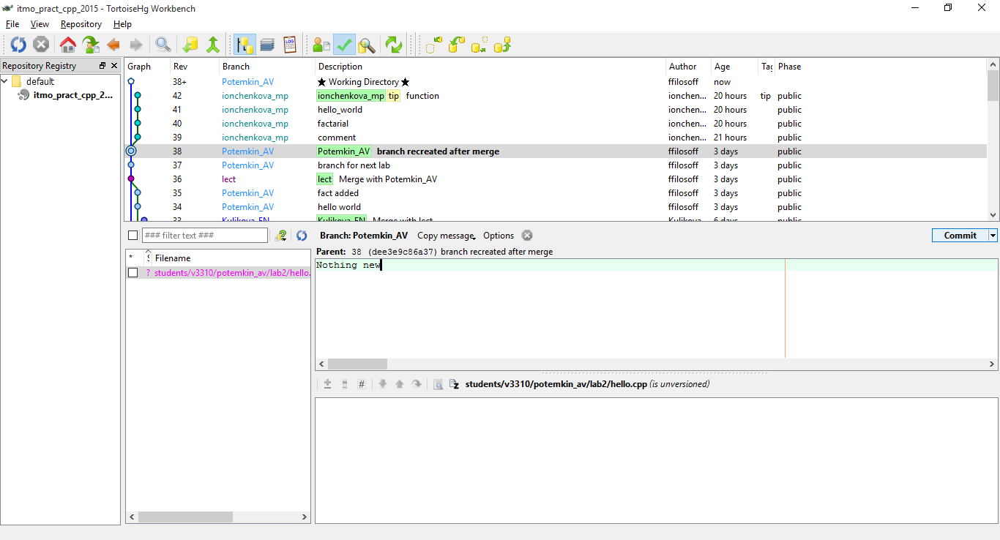 itmo_pract_cpp_2015 - TortoiseHg Workbench
File View Repository Help
LOG
Repository Registry
default
itmo_pract_cpp_2...
Graph Rev Branch Description Author Age Tag Phase
38+ Potemkin_AV ★ Working Directory ★ ffilosoff now
42 ionchenkova_mp ionchenkova_mp tip function ionchen... 20 hours tip public
41 ionchenkova_mp hello_world ionchen... 20 hours public
40 ionchenkova_mp factarial ionchen... 20 hours public
39 ionchenkova_mp comment ionchen... 21 hours public
38 Potemkin_AV Potemkin_AV branch recreated after merge ffilosoff 3 days public
37 Potemkin_AV branch for next lab ffilosoff 3 days public
36 lect lect Merge with Potemkin_AV ffilosoff 3 days public
35 Potemkin_AV fact added ffilosoff 3 days public
34 Potemkin_AV hello world ffilosoff 3 days public
33 Kulikova_EN Kulikova_EN Merge with lect Kulikova 6 days public
### filter text ###
* S Filename
? students/v3310/potemkin_av/lab2/hello.
Branch: Potemkin_AV Copy message Options Commit
Parent: 38 (dee3e9c86a37) branch recreated after merge
Nothing new
# z students/v3310/potemkin_av/lab2/hello.cpp (is unversioned)